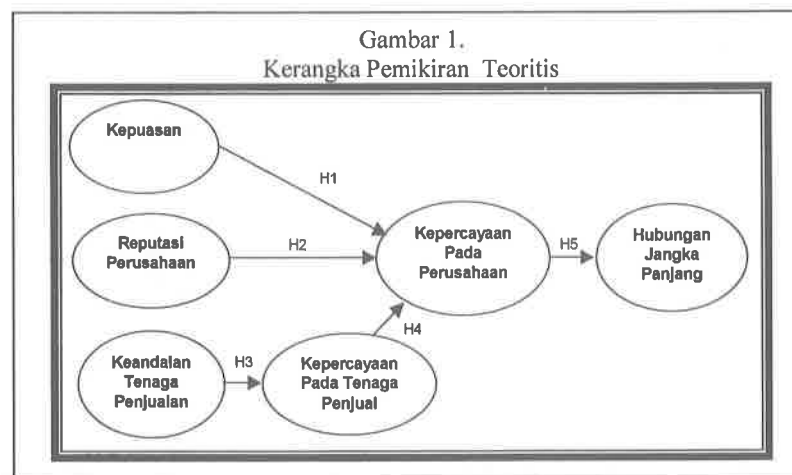 Gambar 1.
Kerangka Pemikiran Teoritis
Kepuasan
H1
Reputasi
Perusahaan
H2
Kepercayaan
Pada
Perusahaan
H5
Hubungan
Jangka
Panjang
H4
Keandalan
Tenaga
Penjualan
H3
Kepercayaan
Pada Tenaga
Penjual